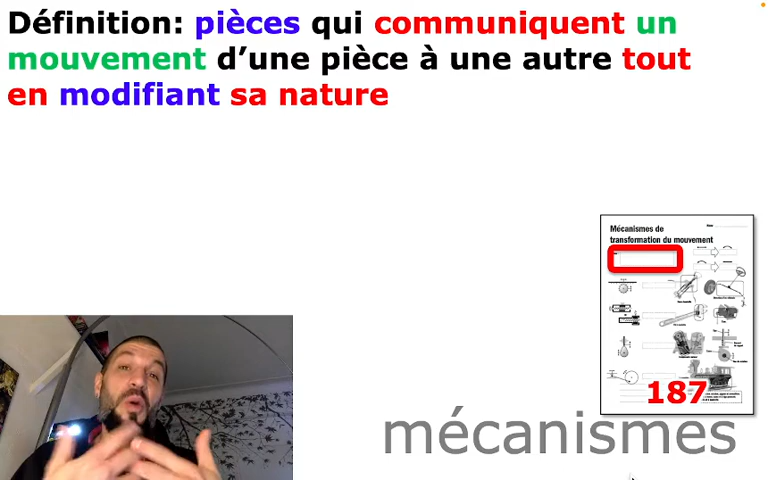 Définition: pièces qui communiquent un
mouvement d’une pièce à une autre tout
en modifiant sa nature
Mécanismes de
transformation du mouvement
187
mécanismes